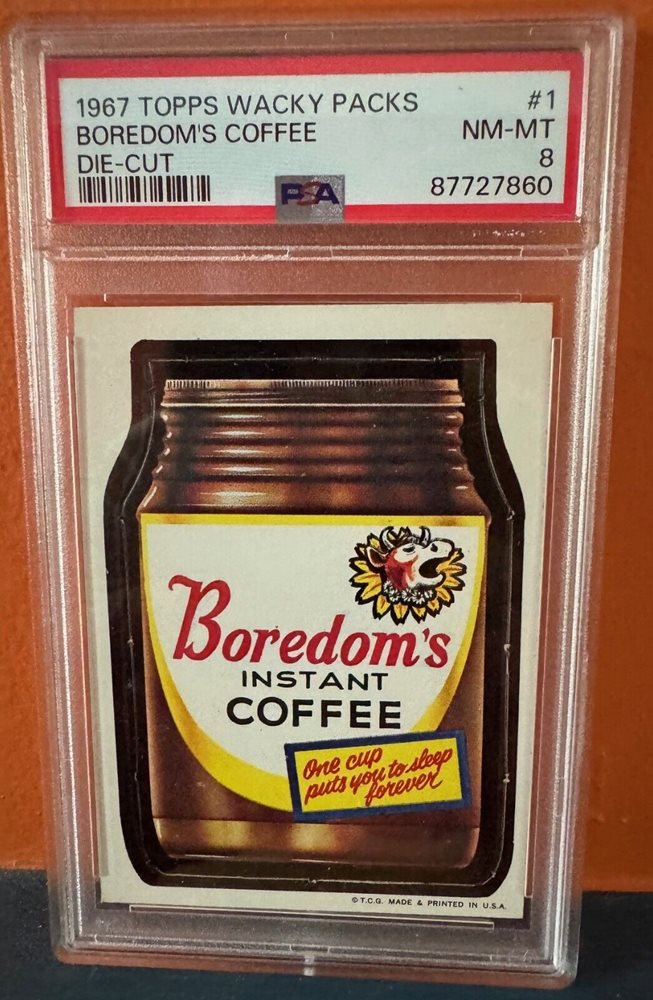 1967 TOPPS WACKY PACKS #1
BOREDOM'S COFFEE NM-MT
DIE-CUT 8
PSA 87727860
Boredom's
INSTANT
COFFEE
One cup
puts you to sleep
forever
© T.C.G. MADE & PRINTED IN U.S.A.